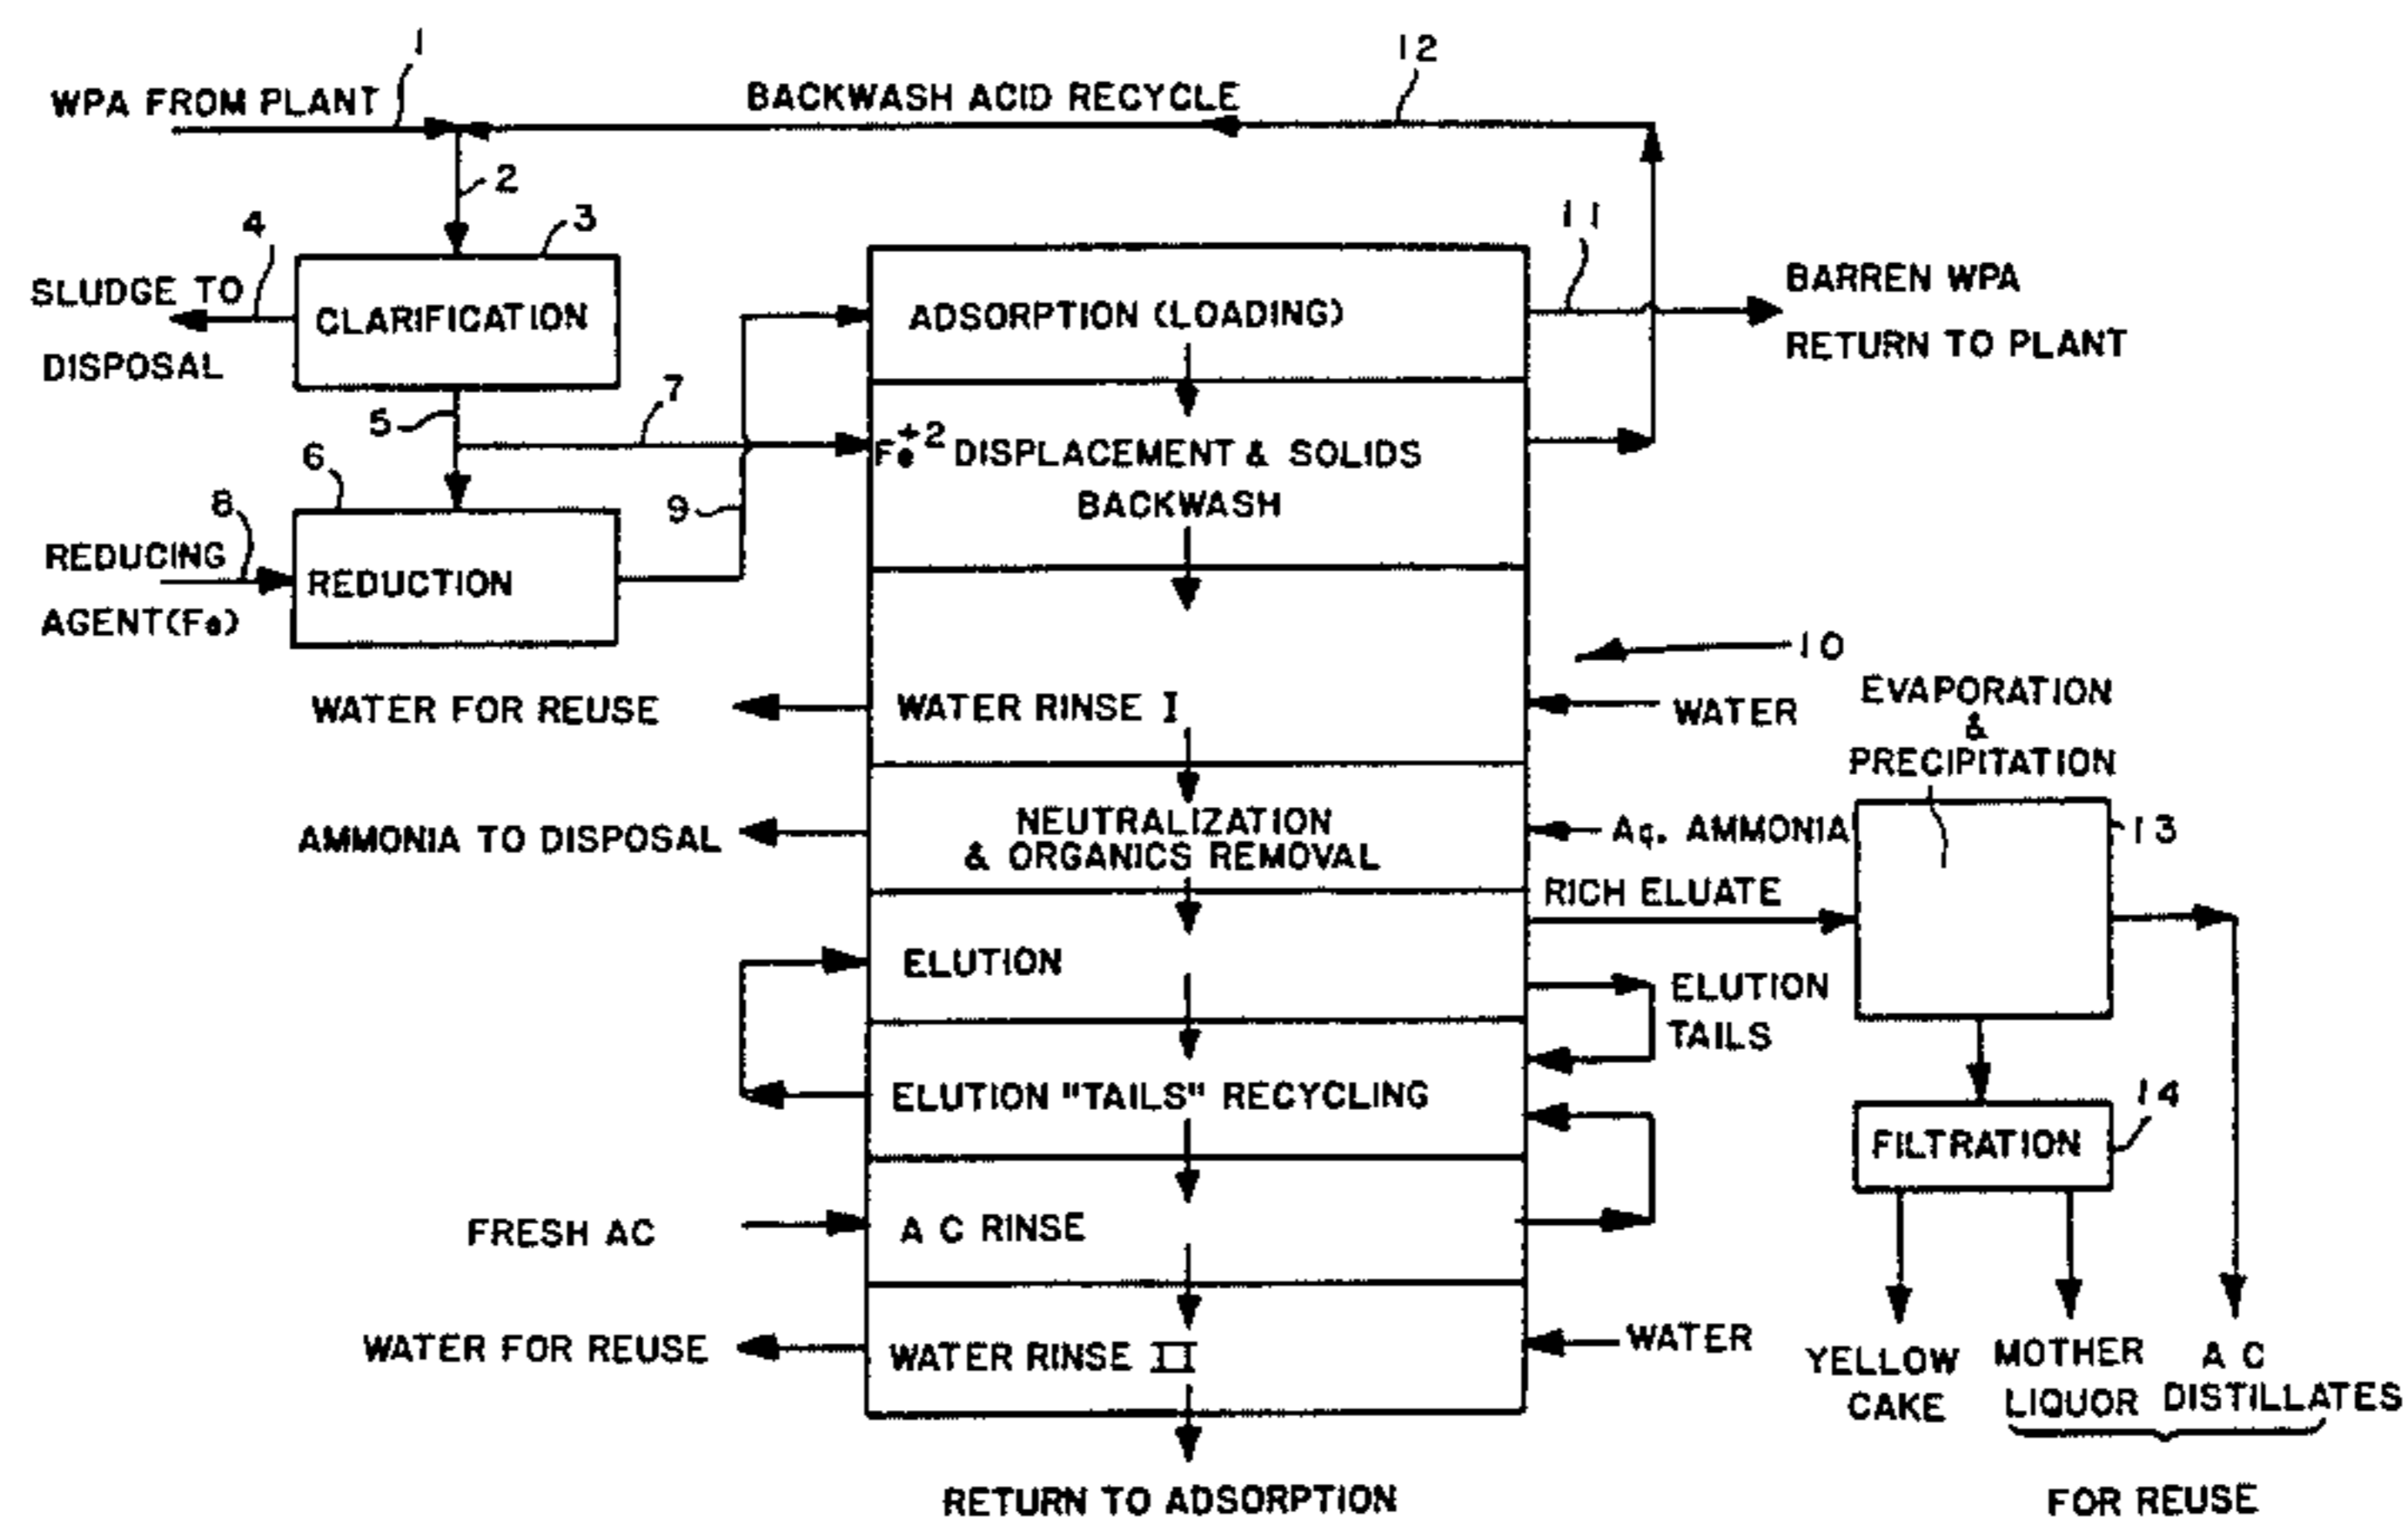 1
12
WPA FROM PLANT
BACKWASH ACID RECYCLE
2
3
4
11
SLUDGE TO
DISPOSAL
CLARIFICATION
ADSORPTION (LOADING)
BARREN WPA
RETURN TO PLANT
5
7
6
8
9
Fe+2 DISPLACEMENT & SOLIDS
BACKWASH
REDUCING
AGENT(Fe)
REDUCTION
10
WATER FOR REUSE
WATER RINSE I
WATER
EVAPORATION
&
PRECIPITATION
13
AMMONIA TO DISPOSAL
NEUTRALIZATION
& ORGANICS REMOVAL
Aq. AMMONIA
RICH ELUATE
ELUTION
ELUTION
TAILS
ELUTION "TAILS" RECYCLING
14
FILTRATION
FRESH AC
A C RINSE
WATER FOR REUSE
WATER RINSE II
WATER
YELLOW
CAKE
MOTHER
LIQUOR
A C
DISTILLATES
RETURN TO ADSORPTION
FOR REUSE